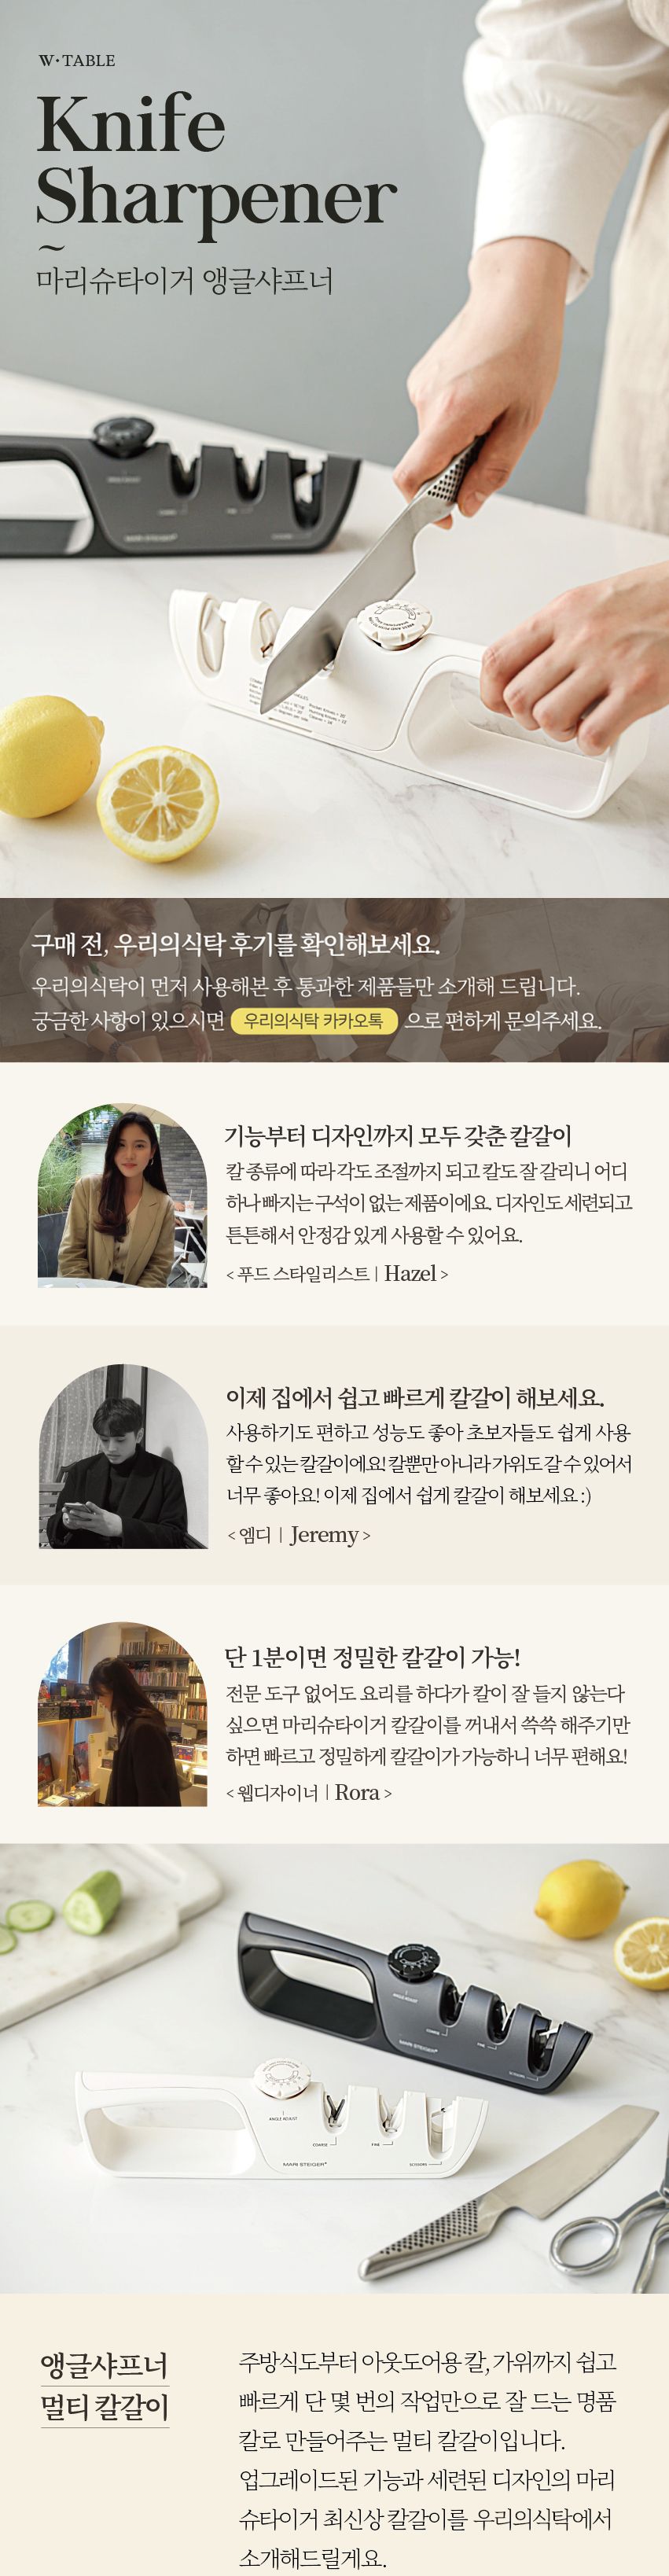 W·TABLE
Knife
Sharpener
~
마리슈타이거 앵글샤프너
구매 전, 우리의식탁 후기를 확인해보세요.
우리의식탁이 먼저 사용해본 후 통과한 제품들만 소개해 드립니다.
궁금한 사항이 있으시면 우리의식탁 카카오톡 으로 편하게 문의주세요.
기능부터 디자인까지 모두 갖춘 칼갈이
칼 종류에 따라 각도 조절까지 되고 칼도 잘 갈리니 어디
하나 빠지는 구석이 없는 제품이에요. 디자인도 세련되고
튼튼해서 안정감 있게 사용할 수 있어요.
< 푸드 스타일리스트 | Hazel >
이제 집에서 쉽고 빠르게 칼갈이 해보세요.
사용하기도 편하고 성능도 좋아 초보자들도 쉽게 사용
할 수 있는 칼갈이에요! 칼뿐만 아니라 가위도 갈 수 있어서
너무 좋아요! 이제 집에서 쉽게 칼갈이 해보세요 :)
< 엠디 | Jeremy >
단 1분이면 정밀한 칼갈이 가능!
전문 도구 없어도 요리를 하다가 칼이 잘 들지 않는다
싶으면 마리슈타이거 칼갈이를 꺼내서 쓱쓱 해주기만
하면 빠르고 정밀하게 칼갈이가 가능하니 너무 편해요!
< 웹디자이너 | Rora >
ANGLE ADJUST
COARSE
FINE
MARI STEIGER
SCISSORS
ANGLE ADJUST
COARSE
FINE
MARI STEIGER
SCISSORS
앵글샤프너
멀티 칼갈이
주방식도부터 아웃도어용 칼, 가위까지 쉽고
빠르게 단 몇 번의 작업만으로 잘 드는 명품
칼로 만들어주는 멀티 칼갈이입니다.
업그레이드된 기능과 세련된 디자인의 마리
슈타이거 최신상 칼갈이를 우리의식탁에서
소개해드릴게요.